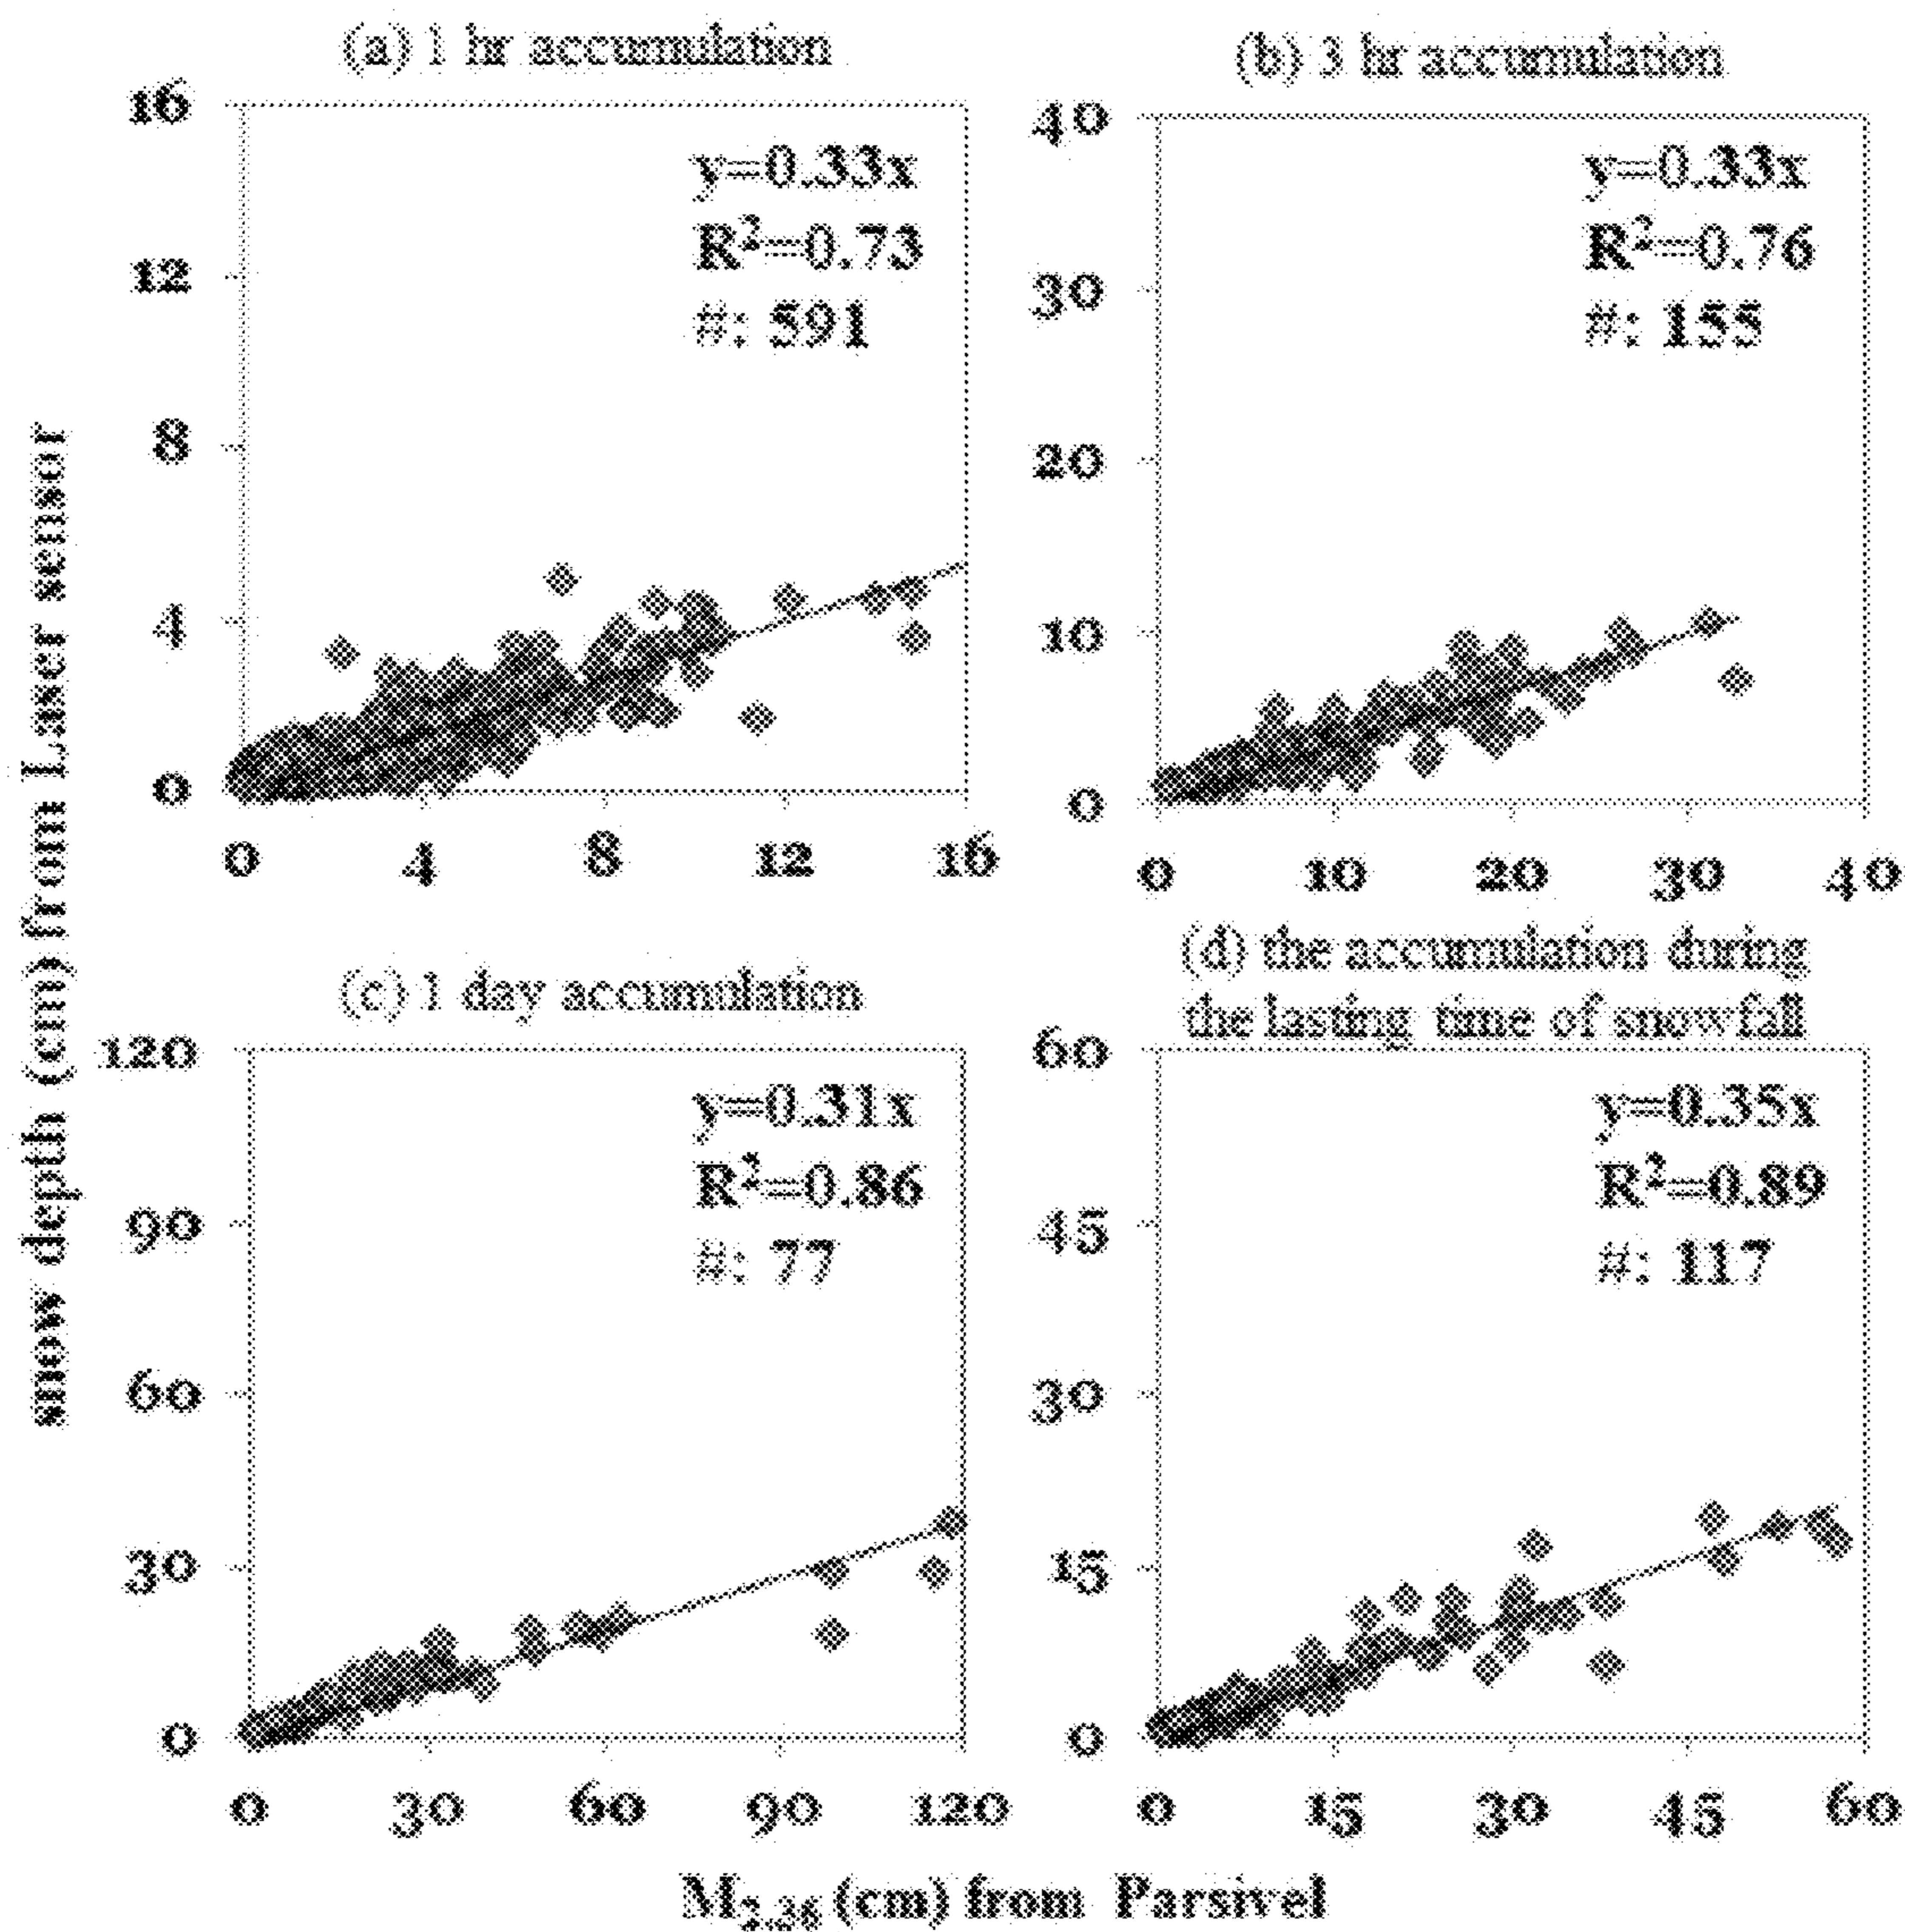 (a) 1 hr accumulation
16
12
8
4
0
0 4 8 12 16
y=0.33x
R²=0.73
#: 591
(b) 3 hr accumulation
40
30
20
10
0
0 10 20 30 40
y=0.33x
R²=0.76
#: 155
snow depth (cm) from Laser sensor
(c) 1 day accumulation
120
90
60
30
0
0 30 60 90 120
y=0.31x
R²=0.86
#: 77
(d) the accumulation during
the lasting time of snowfall
60
45
30
15
0
0 15 30 45 60
y=0.35x
R²=0.89
#: 117
M2.36 (cm) from Parsivel